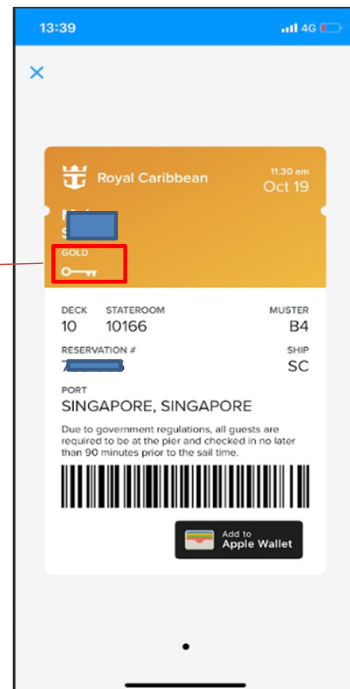 13:39
4G
Royal Caribbean
11:30 am
Oct 19
GOLD
DECK STATEROOM MUSTER
10 10166 B4
RESERVATION # SHIP
SC
PORT
SINGAPORE, SINGAPORE
Due to government regulations, all guests are
required to be at the pier and checked in no later
than 90 minutes prior to the sail time.
Add to
Apple Wallet